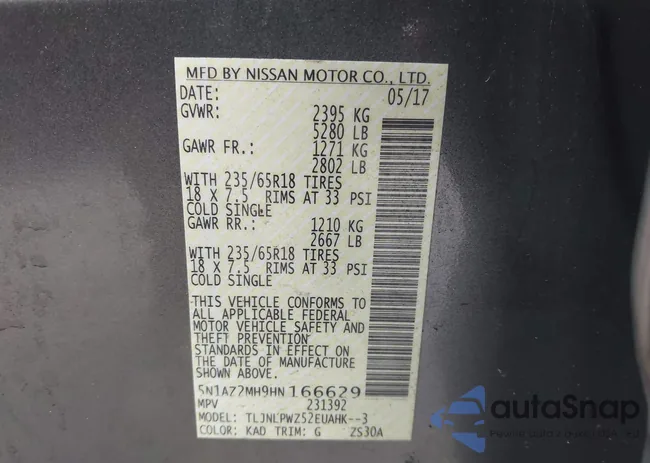 MFD BY NISSAN MOTOR CO., LTD.
DATE: 05/17
GVWR: 2395 KG
5280 LB
GAWR FR.: 1271 KG
2802 LB
WITH 235/65R18 TIRES
18 X 7.5 RIMS AT 33 PSI
COLD SINGLE
GAWR RR.: 1210 KG
2667 LB
WITH 235/65R18 TIRES
18 X 7.5 RIMS AT 33 PSI
COLD SINGLE
THIS VEHICLE CONFORMS TO
ALL APPLICABLE FEDERAL
MOTOR VEHICLE SAFETY AND
THEFT PREVENTION
STANDARDS IN EFFECT ON
THE DATE OF MANUFACTURE
SHOWN ABOVE.
5N1AZ2MH9HN166629
MPV 231392
MODEL: TLJNLPWZ52EUAHK--3
COLOR: KAD TRIM: G ZS30A
autoSnap